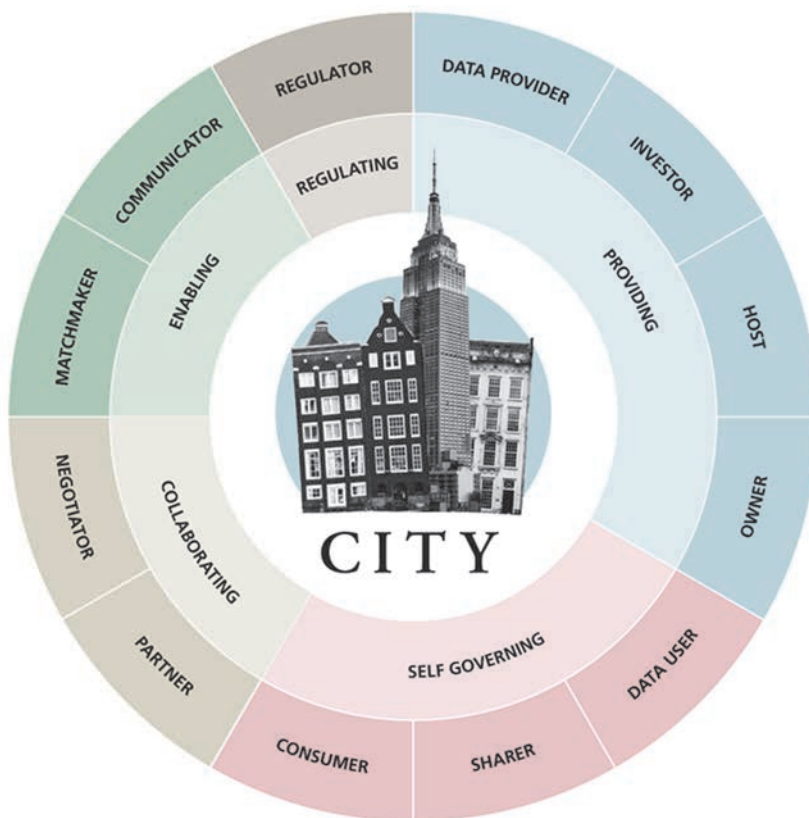 REGULATOR
DATA PROVIDER
INVESTOR
HOST
OWNER
DATA USER
SHARER
CONSUMER
PARTNER
NEGOTIATOR
MATCHMAKER
COMMUNICATOR
REGULATING
PROVIDING
SELF GOVERNING
COLLABORATING
ENABLING
CITY